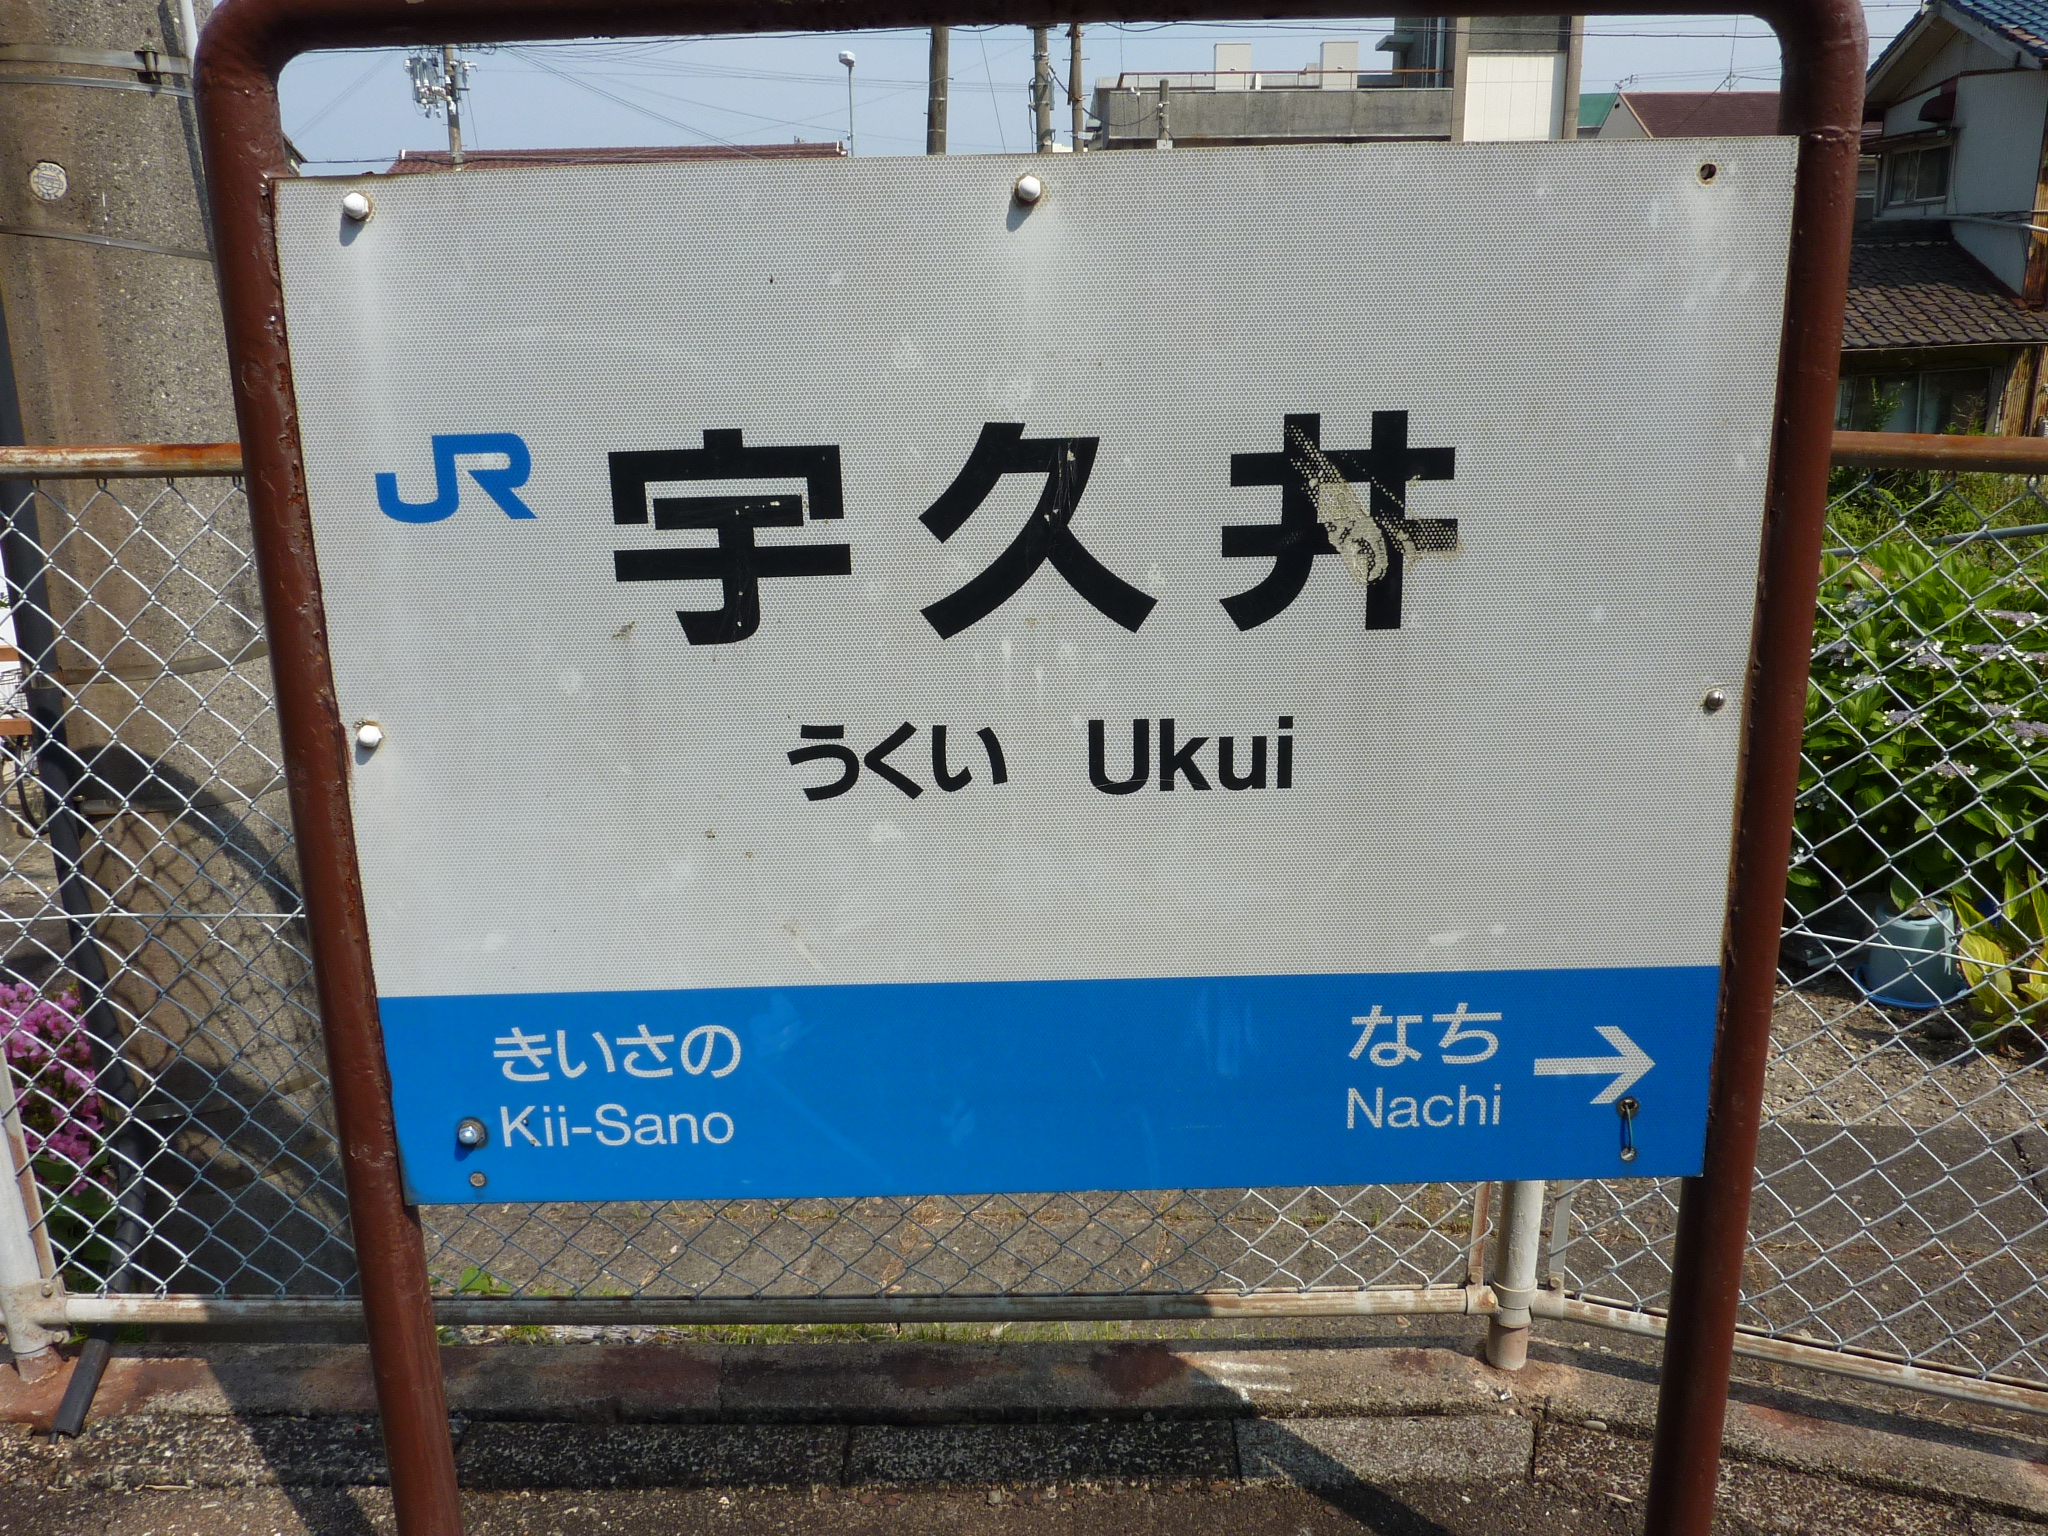 JR 宇久井
うくい Ukui
きいさの なち →
Kii-Sano Nachi